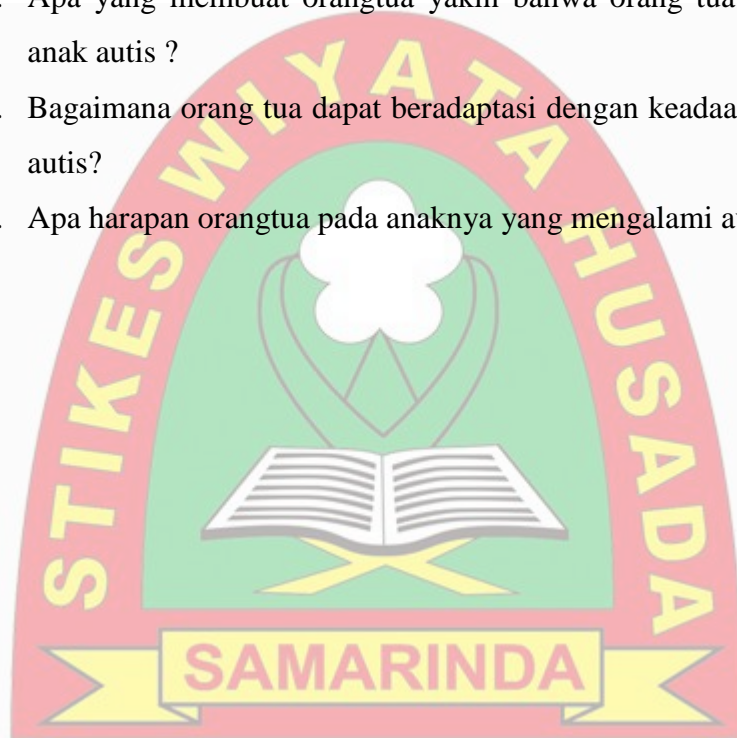 . Apa yang membuat orangtua yakin bahwa orang tua
anak autis ?
. Bagaimana orang tua dapat beradaptasi dengan keadaa
autis?
. Apa harapan orangtua pada anaknya yang mengalami a
STIKES WIYATA HUSADA
SAMARINDA